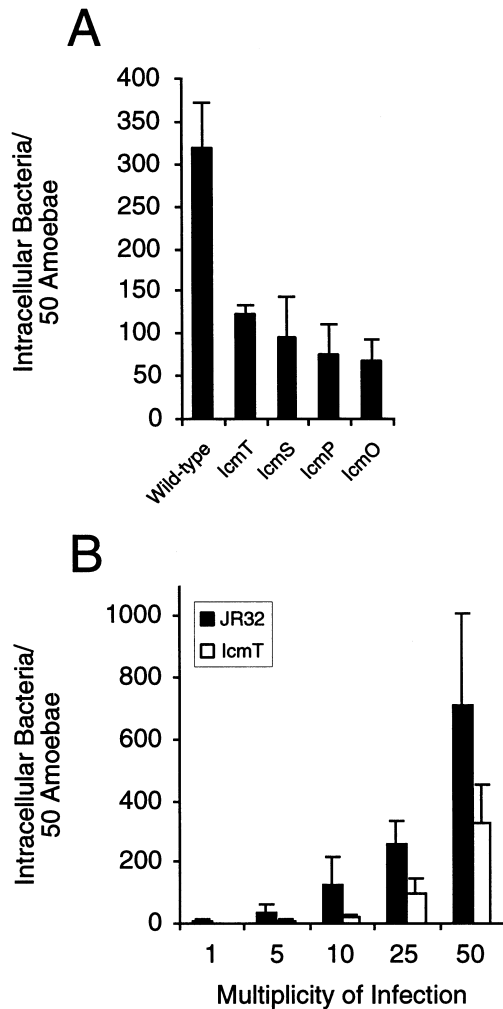 A
Intracellular Bacteria/
50 Amoebae
400
350
300
250
200
150
100
50
0
Wild-type
IcmT
IcmS
IcmP
IcmO
B
Intracellular Bacteria/
50 Amoebae
1000
800
600
400
200
0
JR32
IcmT
1 5 10 25 50
Multiplicity of Infection